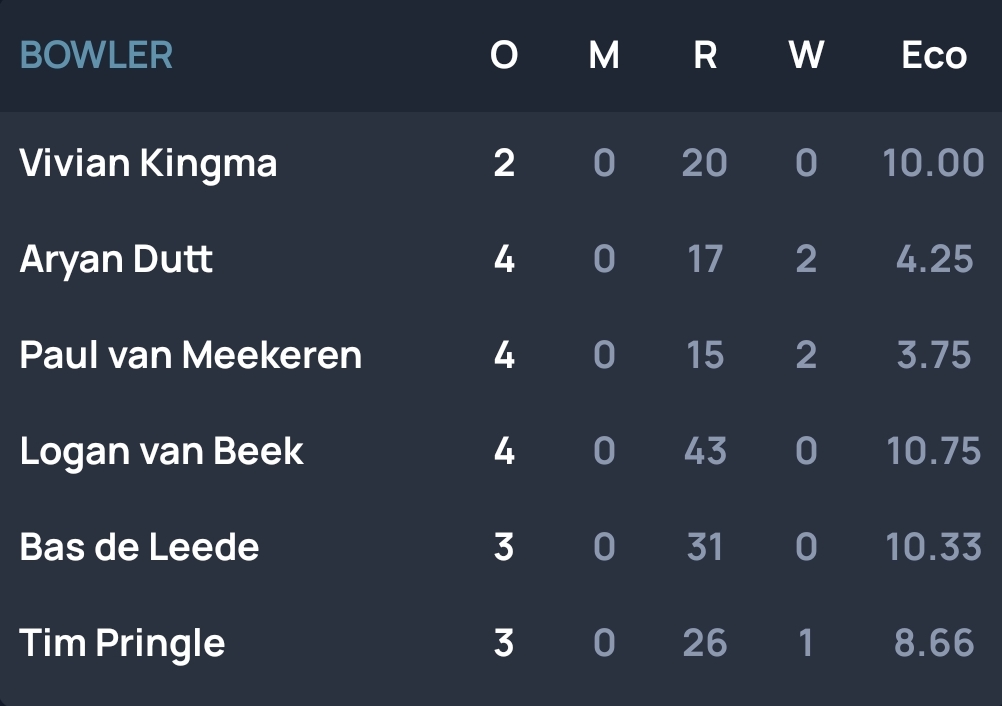 BOWLER O M R W Eco
Vivian Kingma 2 0 20 0 10.00
Aryan Dutt 4 0 17 2 4.25
Paul van Meekeren 4 0 15 2 3.75
Logan van Beek 4 0 43 0 10.75
Bas de Leede 3 0 31 0 10.33
Tim Pringle 3 0 26 1 8.66